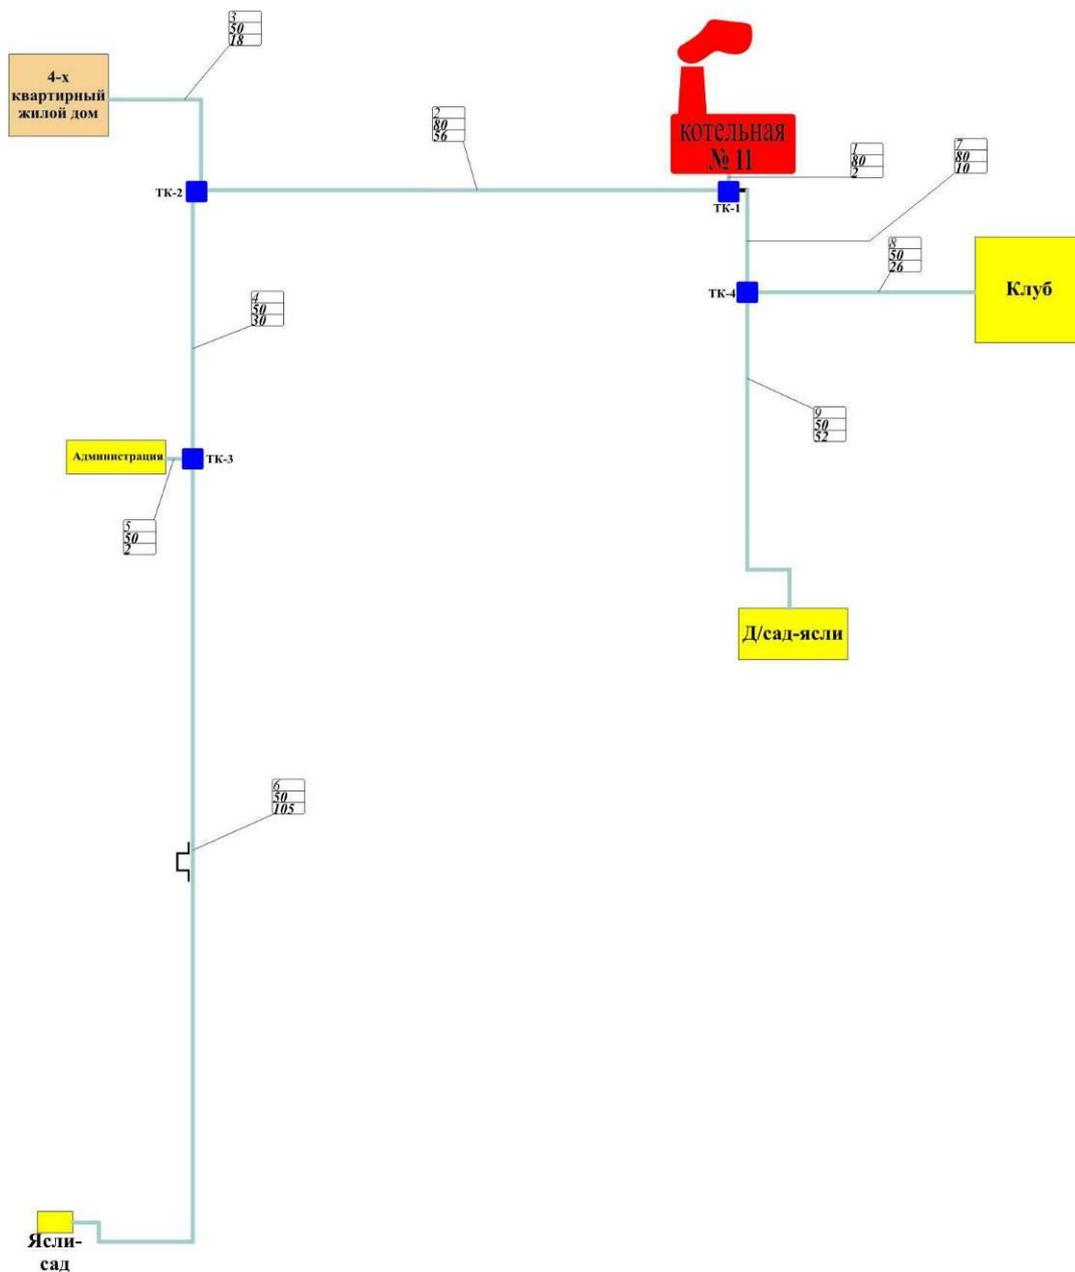 3
50
18
4-х
квартирный
жилой дом
котельная
№ 11
2
80
56
1
80
2
7
80
10
ТК-2
ТК-1
8
50
26
Клуб
ТК-4
4
50
30
9
50
52
Администрация
ТК-3
5
50
2
Д/сад-ясли
6
50
105
Ясли-
сад